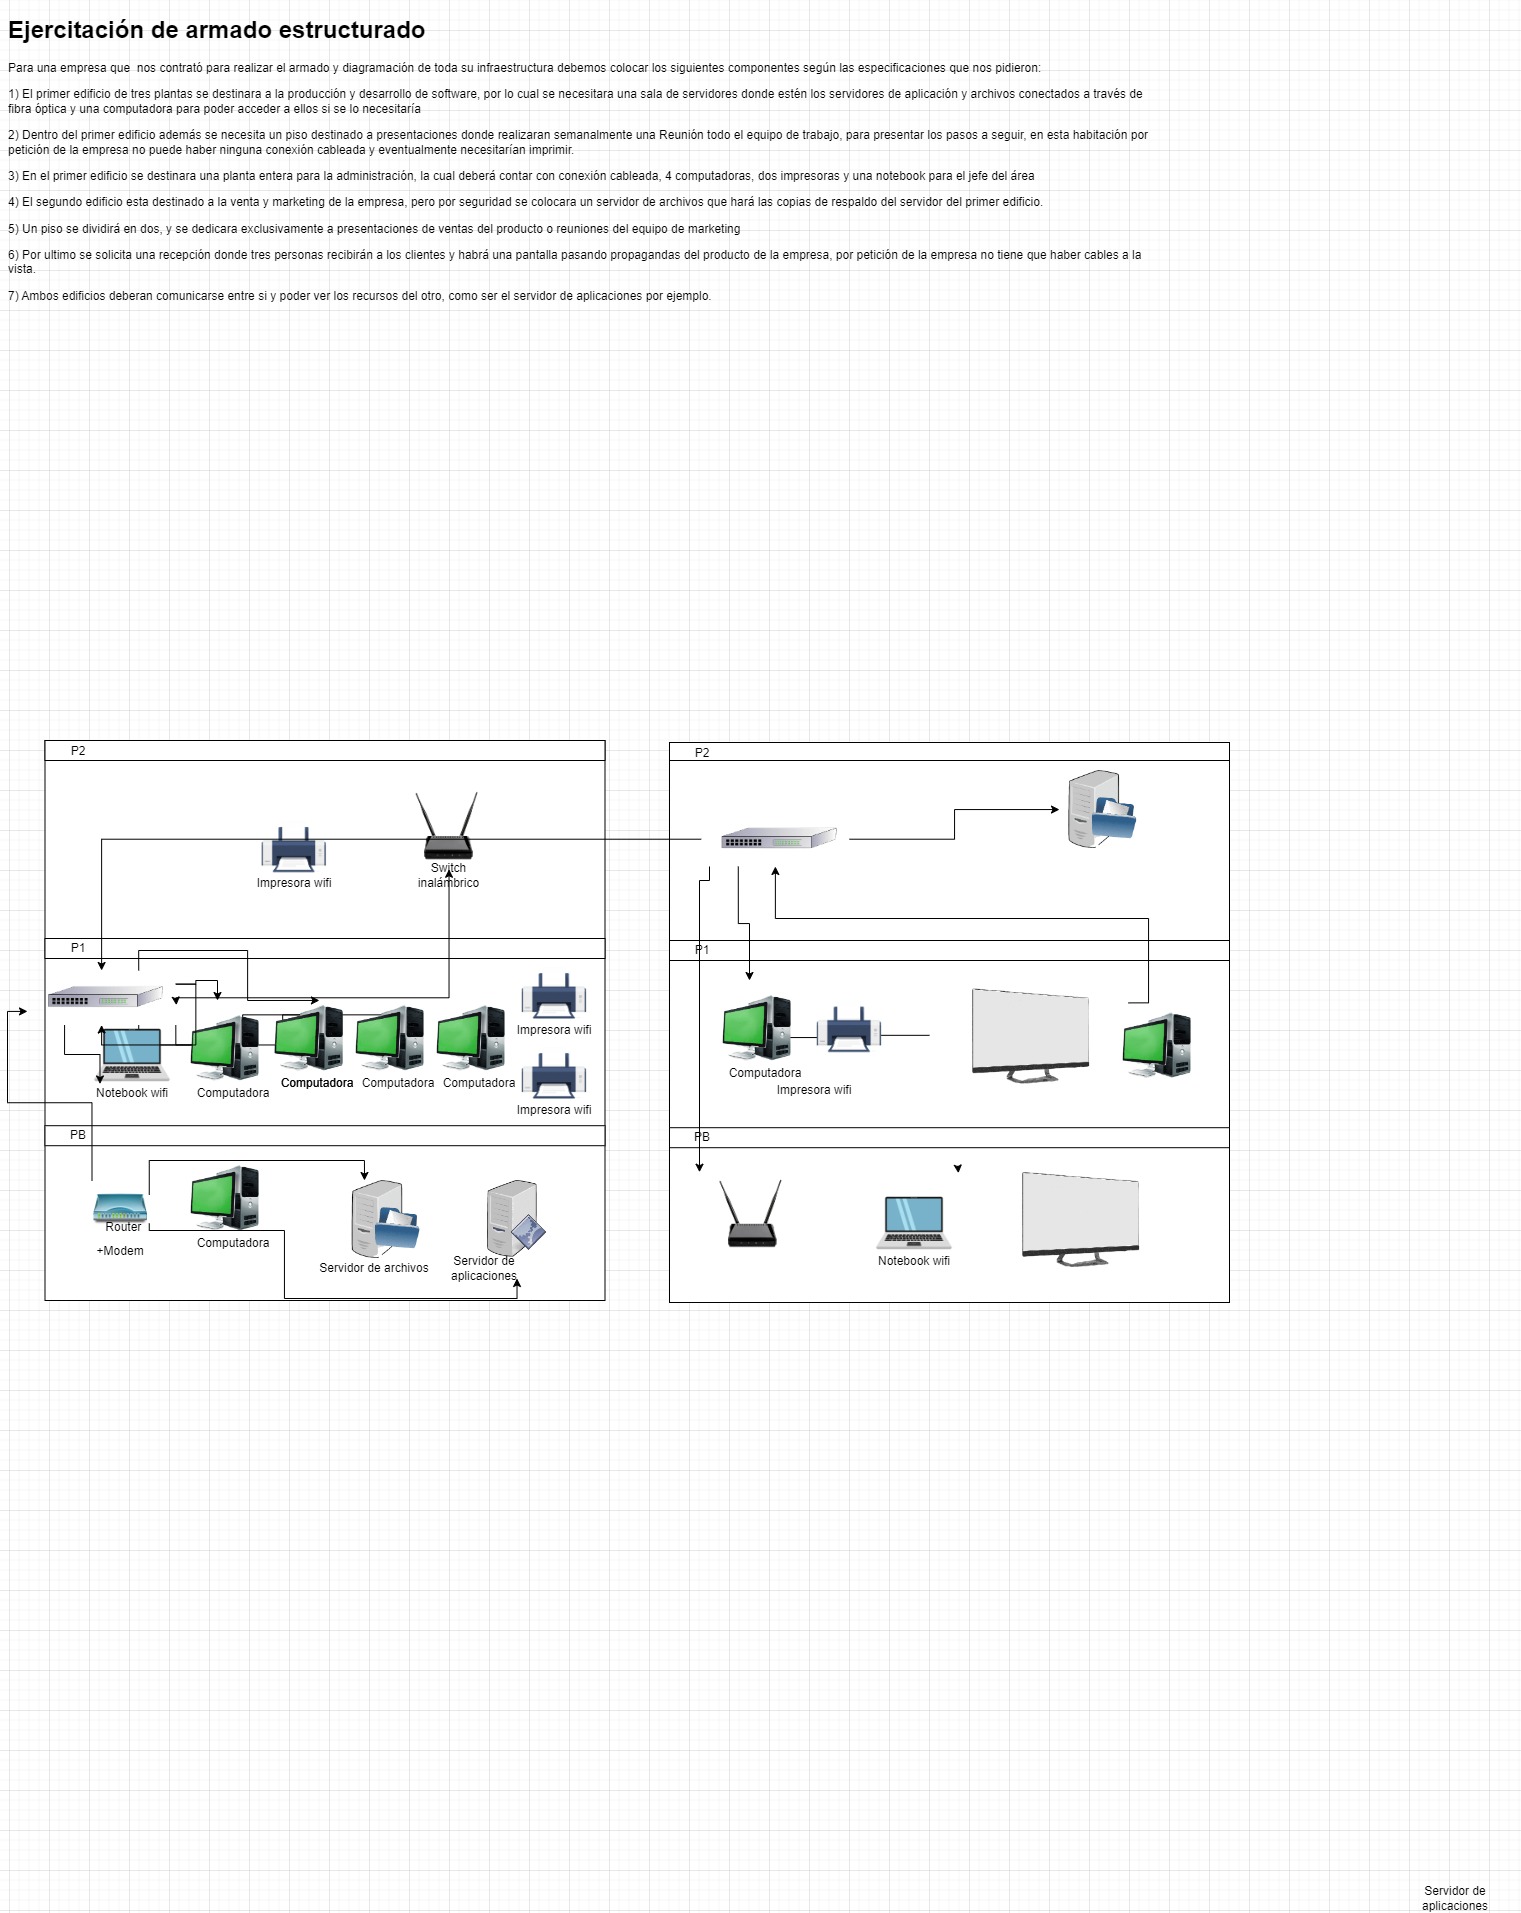 Ejercitación de armado estructurado
Para una empresa que  nos contrató para realizar el armado y diagramación de toda su infraestructura debemos colocar los siguientes componentes según las especificaciones que nos pidieron:
1) El primer edificio de tres plantas se destinara a la producción y desarrollo de software, por lo cual se necesitara una sala de servidores donde estén los servidores de aplicación y archivos conectados a través de
fibra óptica y una computadora para poder acceder a ellos si se lo necesitaría
2) Dentro del primer edificio además se necesita un piso destinado a presentaciones donde realizaran semanalmente una Reunión todo el equipo de trabajo, para presentar los pasos a seguir, en esta habitación por
petición de la empresa no puede haber ninguna conexión cableada y eventualmente necesitarían imprimir.
3) En el primer edificio se destinara una planta entera para la administración, la cual deberá contar con conexión cableada, 4 computadoras, dos impresoras y una notebook para el jefe del área
4) El segundo edificio esta destinado a la venta y marketing de la empresa, pero por seguridad se colocara un servidor de archivos que hará las copias de respaldo del servidor del primer edificio.
5) Un piso se dividirá en dos, y se dedicara exclusivamente a presentaciones de ventas del producto o reuniones del equipo de marketing
6) Por ultimo se solicita una recepción donde tres personas recibirán a los clientes y habrá una pantalla pasando propagandas del producto de la empresa, por petición de la empresa no tiene que haber cables a la
vista.
7) Ambos edificios deberan comunicarse entre si y poder ver los recursos del otro, como ser el servidor de aplicaciones por ejemplo.
P2
Impresora wifi
Switch
inalámbrico
P1
Impresora wifi
Notebook wifi
Computadora
Computadora
Computadora
Computadora
Impresora wifi
PB
Router
+Modem
Computadora
Servidor de archivos
Servidor de
aplicaciones
P2
P1
Computadora
Impresora wifi
PB
Notebook wifi
Servidor de
aplicaciones